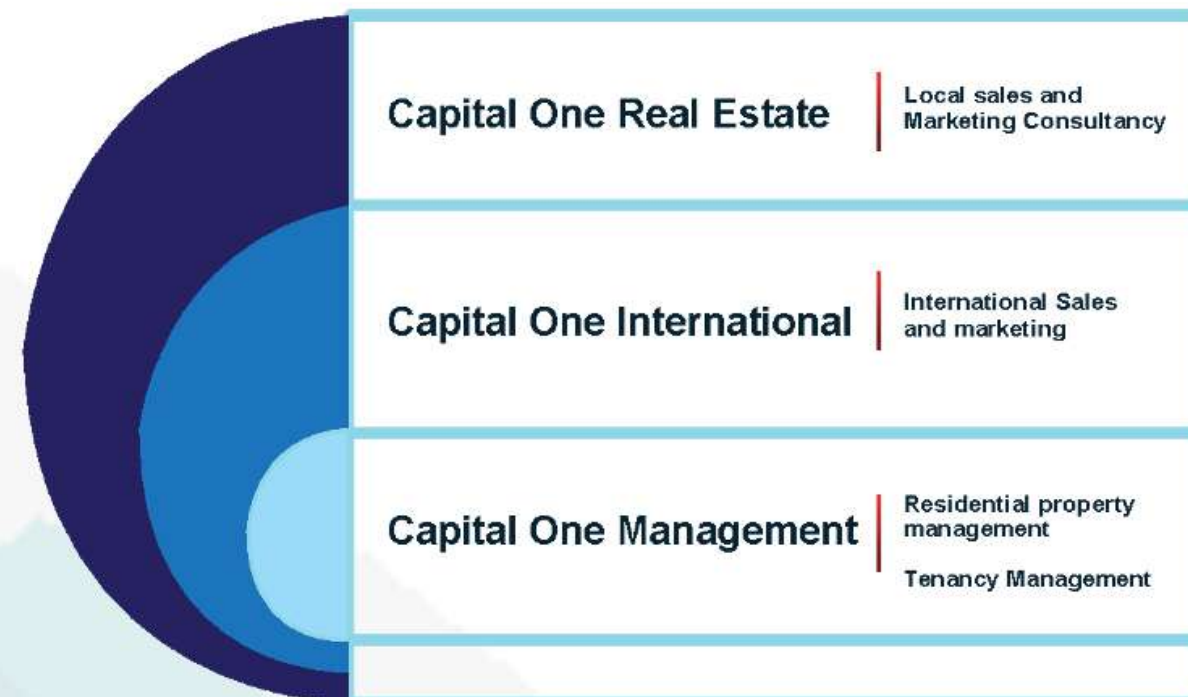 Capital One Real Estate
Local sales and
Marketing Consultancy
Capital One International
International Sales
and marketing
Capital One Management
Residential property
management
Tenancy Management